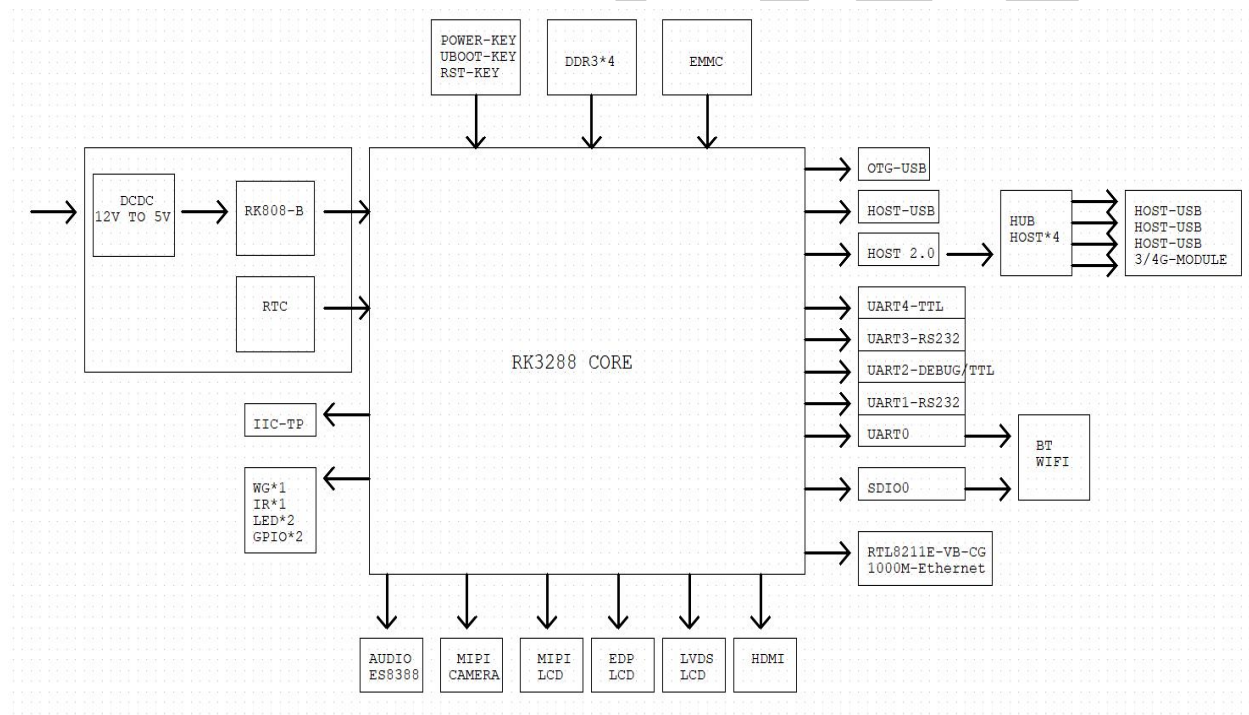 POWER-KEY
UBOOT-KEY
RST-KEY
DDR3*4
EMMC
DCDC
12V TO 5V
RK808-B
RTC
RK3288 CORE
OTG-USB
HOST-USB
HOST 2.0
HUB
HOST*4
HOST-USB
HOST-USB
HOST-USB
3/4G-MODULE
UART4-TTL
UART3-RS232
UART2-DEBUG/TTL
UART1-RS232
UART0
BT
WIFI
SDIO0
RTL8211E-VB-CG
1000M-Ethernet
IIC-TP
WG*1
IR*1
LED*2
GPIO*2
AUDIO
ES8388
MIPI
CAMERA
MIPI
LCD
EDP
LCD
LVDS
LCD
HDMI